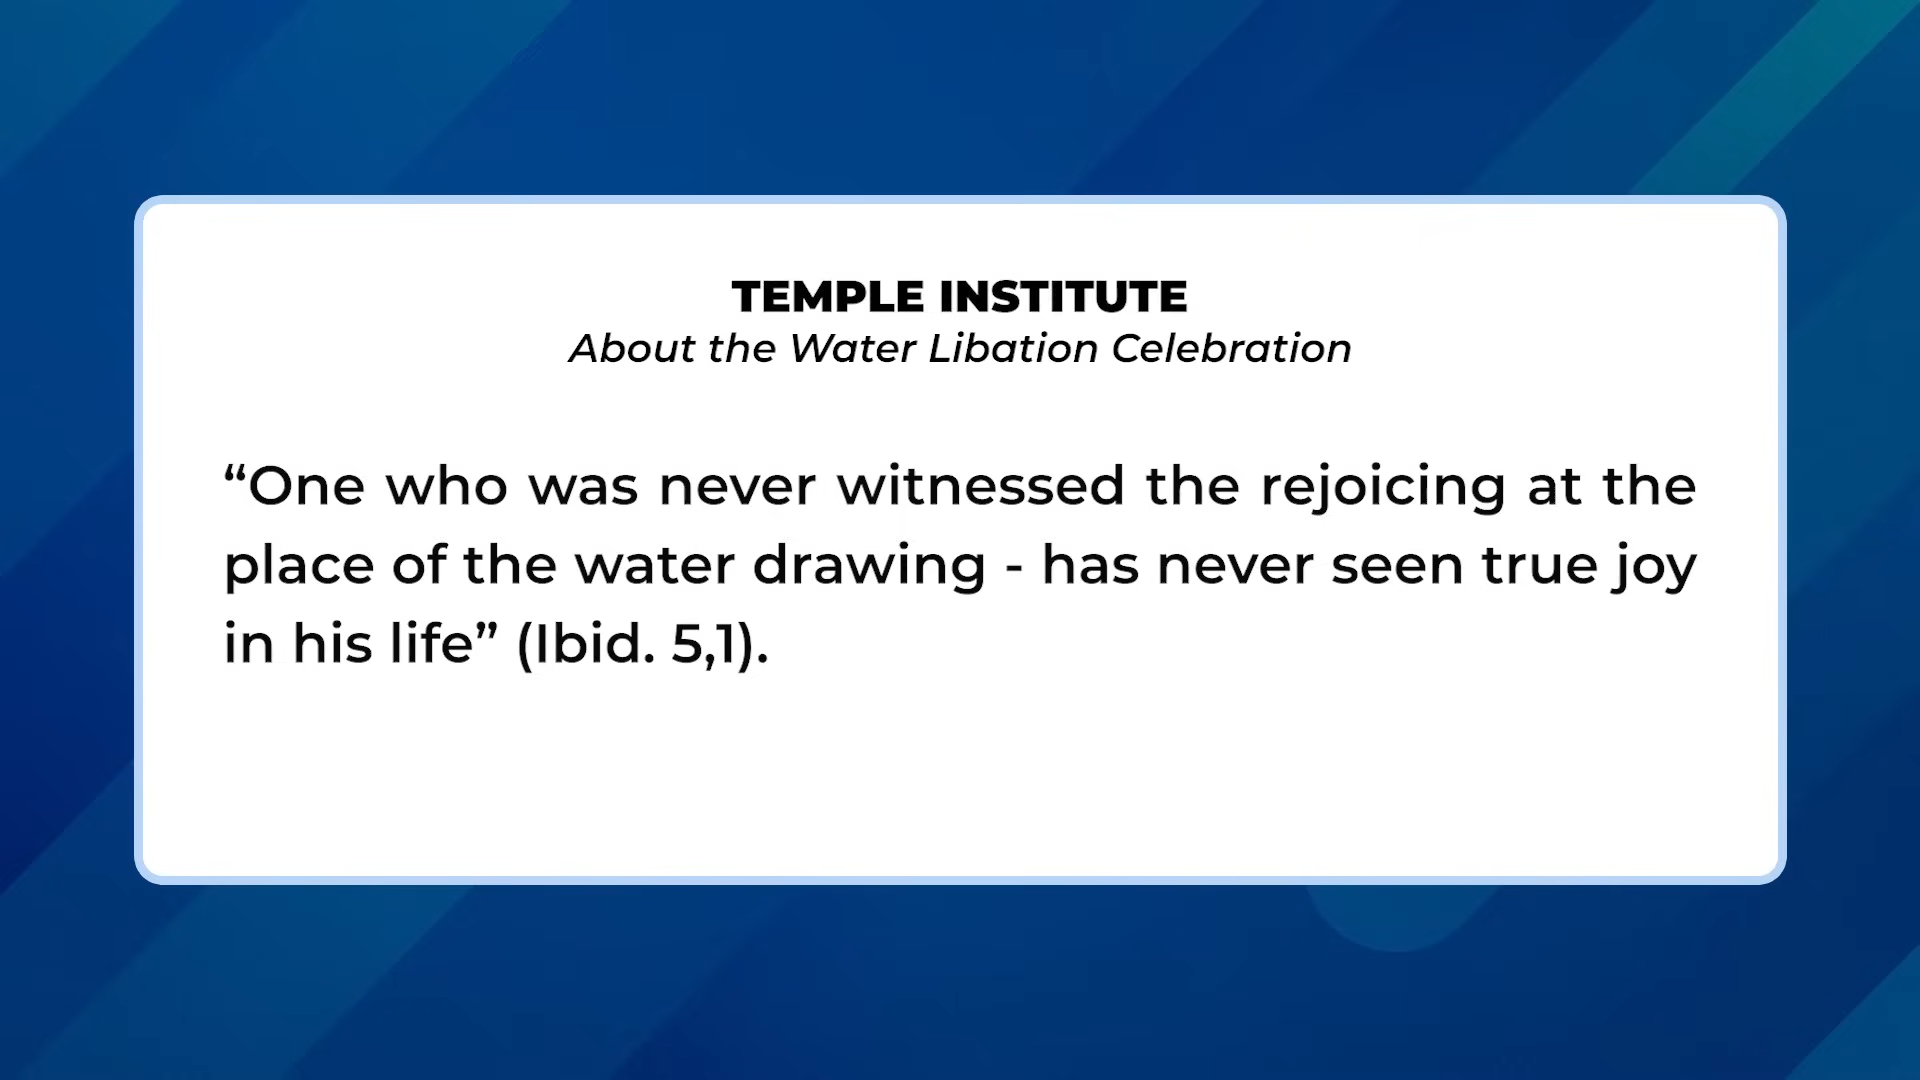 TEMPLE INSTITUTE
About the Water Libation Celebration
“One who was never witnessed the rejoicing at the
place of the water drawing - has never seen true joy
in his life” (Ibid. 5,1).